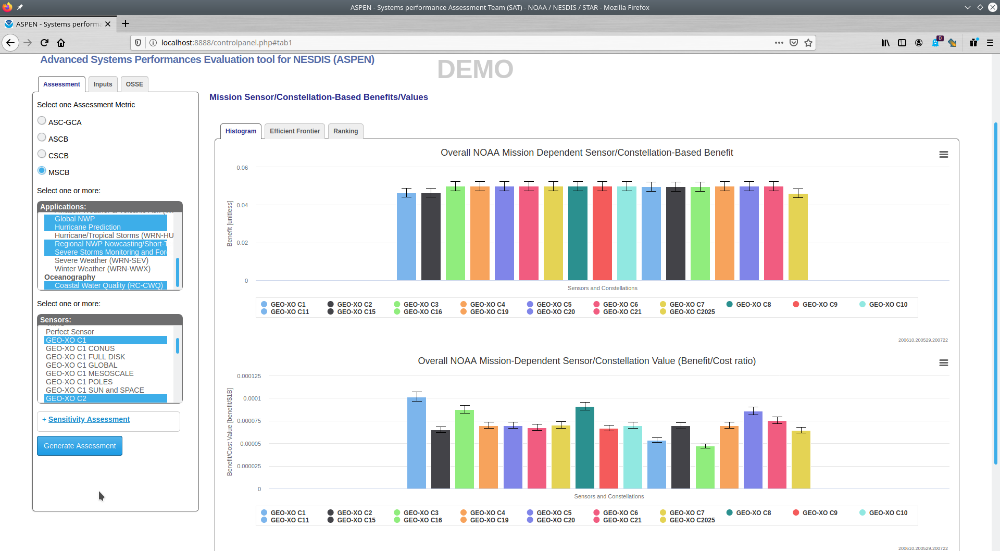 ASPEN - Systems performance Assessment Team (SAT) - NOAA / NESDIS / STAR - Mozilla Firefox
ASPEN - Systems performa
localhost:8888/controlpanel.php#tab1
0
Advanced Systems Performances Evaluation tool for NESDIS (ASPEN)
DEMO
Assessment
Inputs
OSSE
Select one Assessment Metric
ASC-GCA
ASCB
CSCB
MSCB
Select one or more:
Applications:
Global NWP
Hurricane Prediction
Hurricane/Tropical Storms (WRN-HU
Regional NWP Nowcasting/Short-T
Severe Storms Monitoring and Fore
Severe Weather (WRN-SEV)
Winter Weather (WRN-WWX)
Oceanography
Coastal Water Quality (RC-CWQ)
Select one or more:
Sensors:
Perfect Sensor
GEO-XO C1
GEO-XO C1 CONUS
GEO-XO C1 FULL DISK
GEO-XO C1 GLOBAL
GEO-XO C1 MESOSCALE
GEO-XO C1 POLES
GEO-XO C1 SUN and SPACE
GEO-XO C2
+ Sensitivity Assessment
Generate Assessment
Mission Sensor/Constellation-Based Benefits/Values
Histogram
Efficient Frontier
Ranking
Overall NOAA Mission Dependent Sensor/Constellation-Based Benefit
Benefit [unitless]
0.06
0.04
0.02
0
Sensors and Constellations
GEO-XO C1 GEO-XO C2 GEO-XO C3 GEO-XO C4 GEO-XO C5 GEO-XO C6 GEO-XO C7 GEO-XO C8 GEO-XO C9 GEO-XO C10
GEO-XO C11 GEO-XO C15 GEO-XO C16 GEO-XO C19 GEO-XO C20 GEO-XO C21 GEO-XO C2025
200610.200529.200722
Overall NOAA Mission-Dependent Sensor/Constellation Value (Benefit/Cost ratio)
Benefit/Cost Value [benefit/$1B]
0.000125
0.0001
0.000075
0.00005
0.000025
0
Sensors and Constellations
GEO-XO C1 GEO-XO C2 GEO-XO C3 GEO-XO C4 GEO-XO C5 GEO-XO C6 GEO-XO C7 GEO-XO C8 GEO-XO C9 GEO-XO C10
GEO-XO C11 GEO-XO C15 GEO-XO C16 GEO-XO C19 GEO-XO C20 GEO-XO C21 GEO-XO C2025
200610.200529.200722